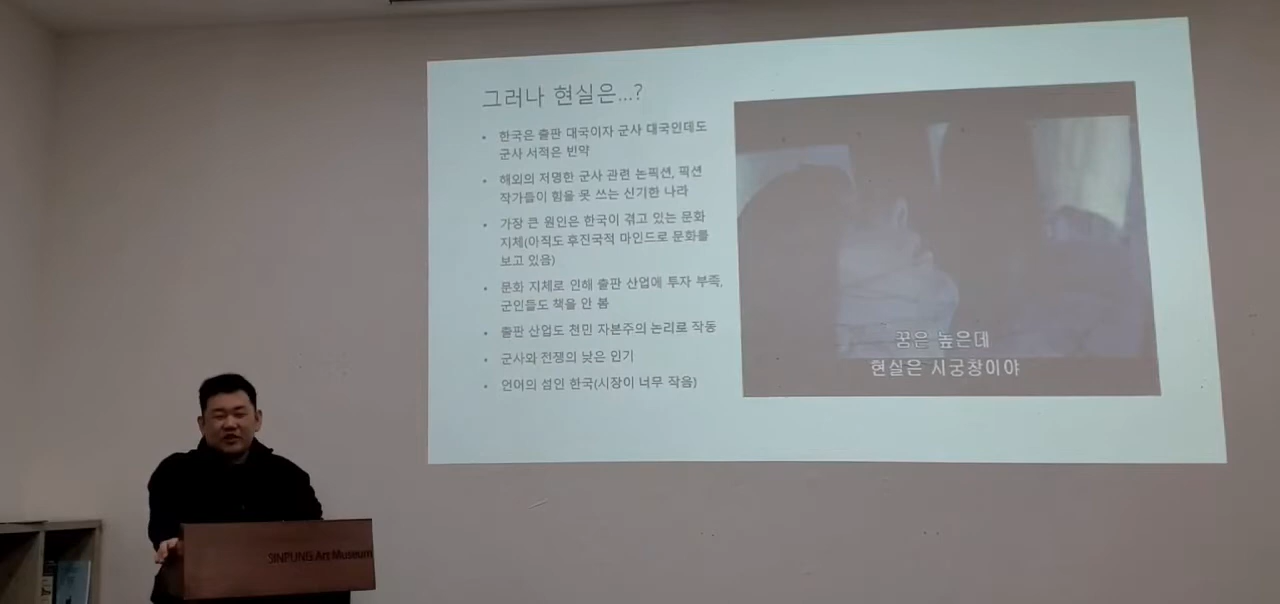 그러나 현실은...?
한국은 출판 대국이자 군사 대국인데도
군사 서적은 빈약
해외의 저명한 군사 관련 논픽션, 픽션
작가들이 힘을 못 쓰는 신기한 나라
가장 큰 원인은 한국이 겪고 있는 문화
지체(아직도 후진국적 마인드로 문화를
보고 있음)
문화 지체로 인해 출판 산업에 투자 부족,
군인들도 책을 안 봄
출판 산업도 천민 자본주의 논리로 작동
군사와 전쟁의 낮은 인기
언어의 섬인 한국(시장이 너무 작음)
꿈은 높은데
현실은 시궁창이야
SINPUNG Art Museum